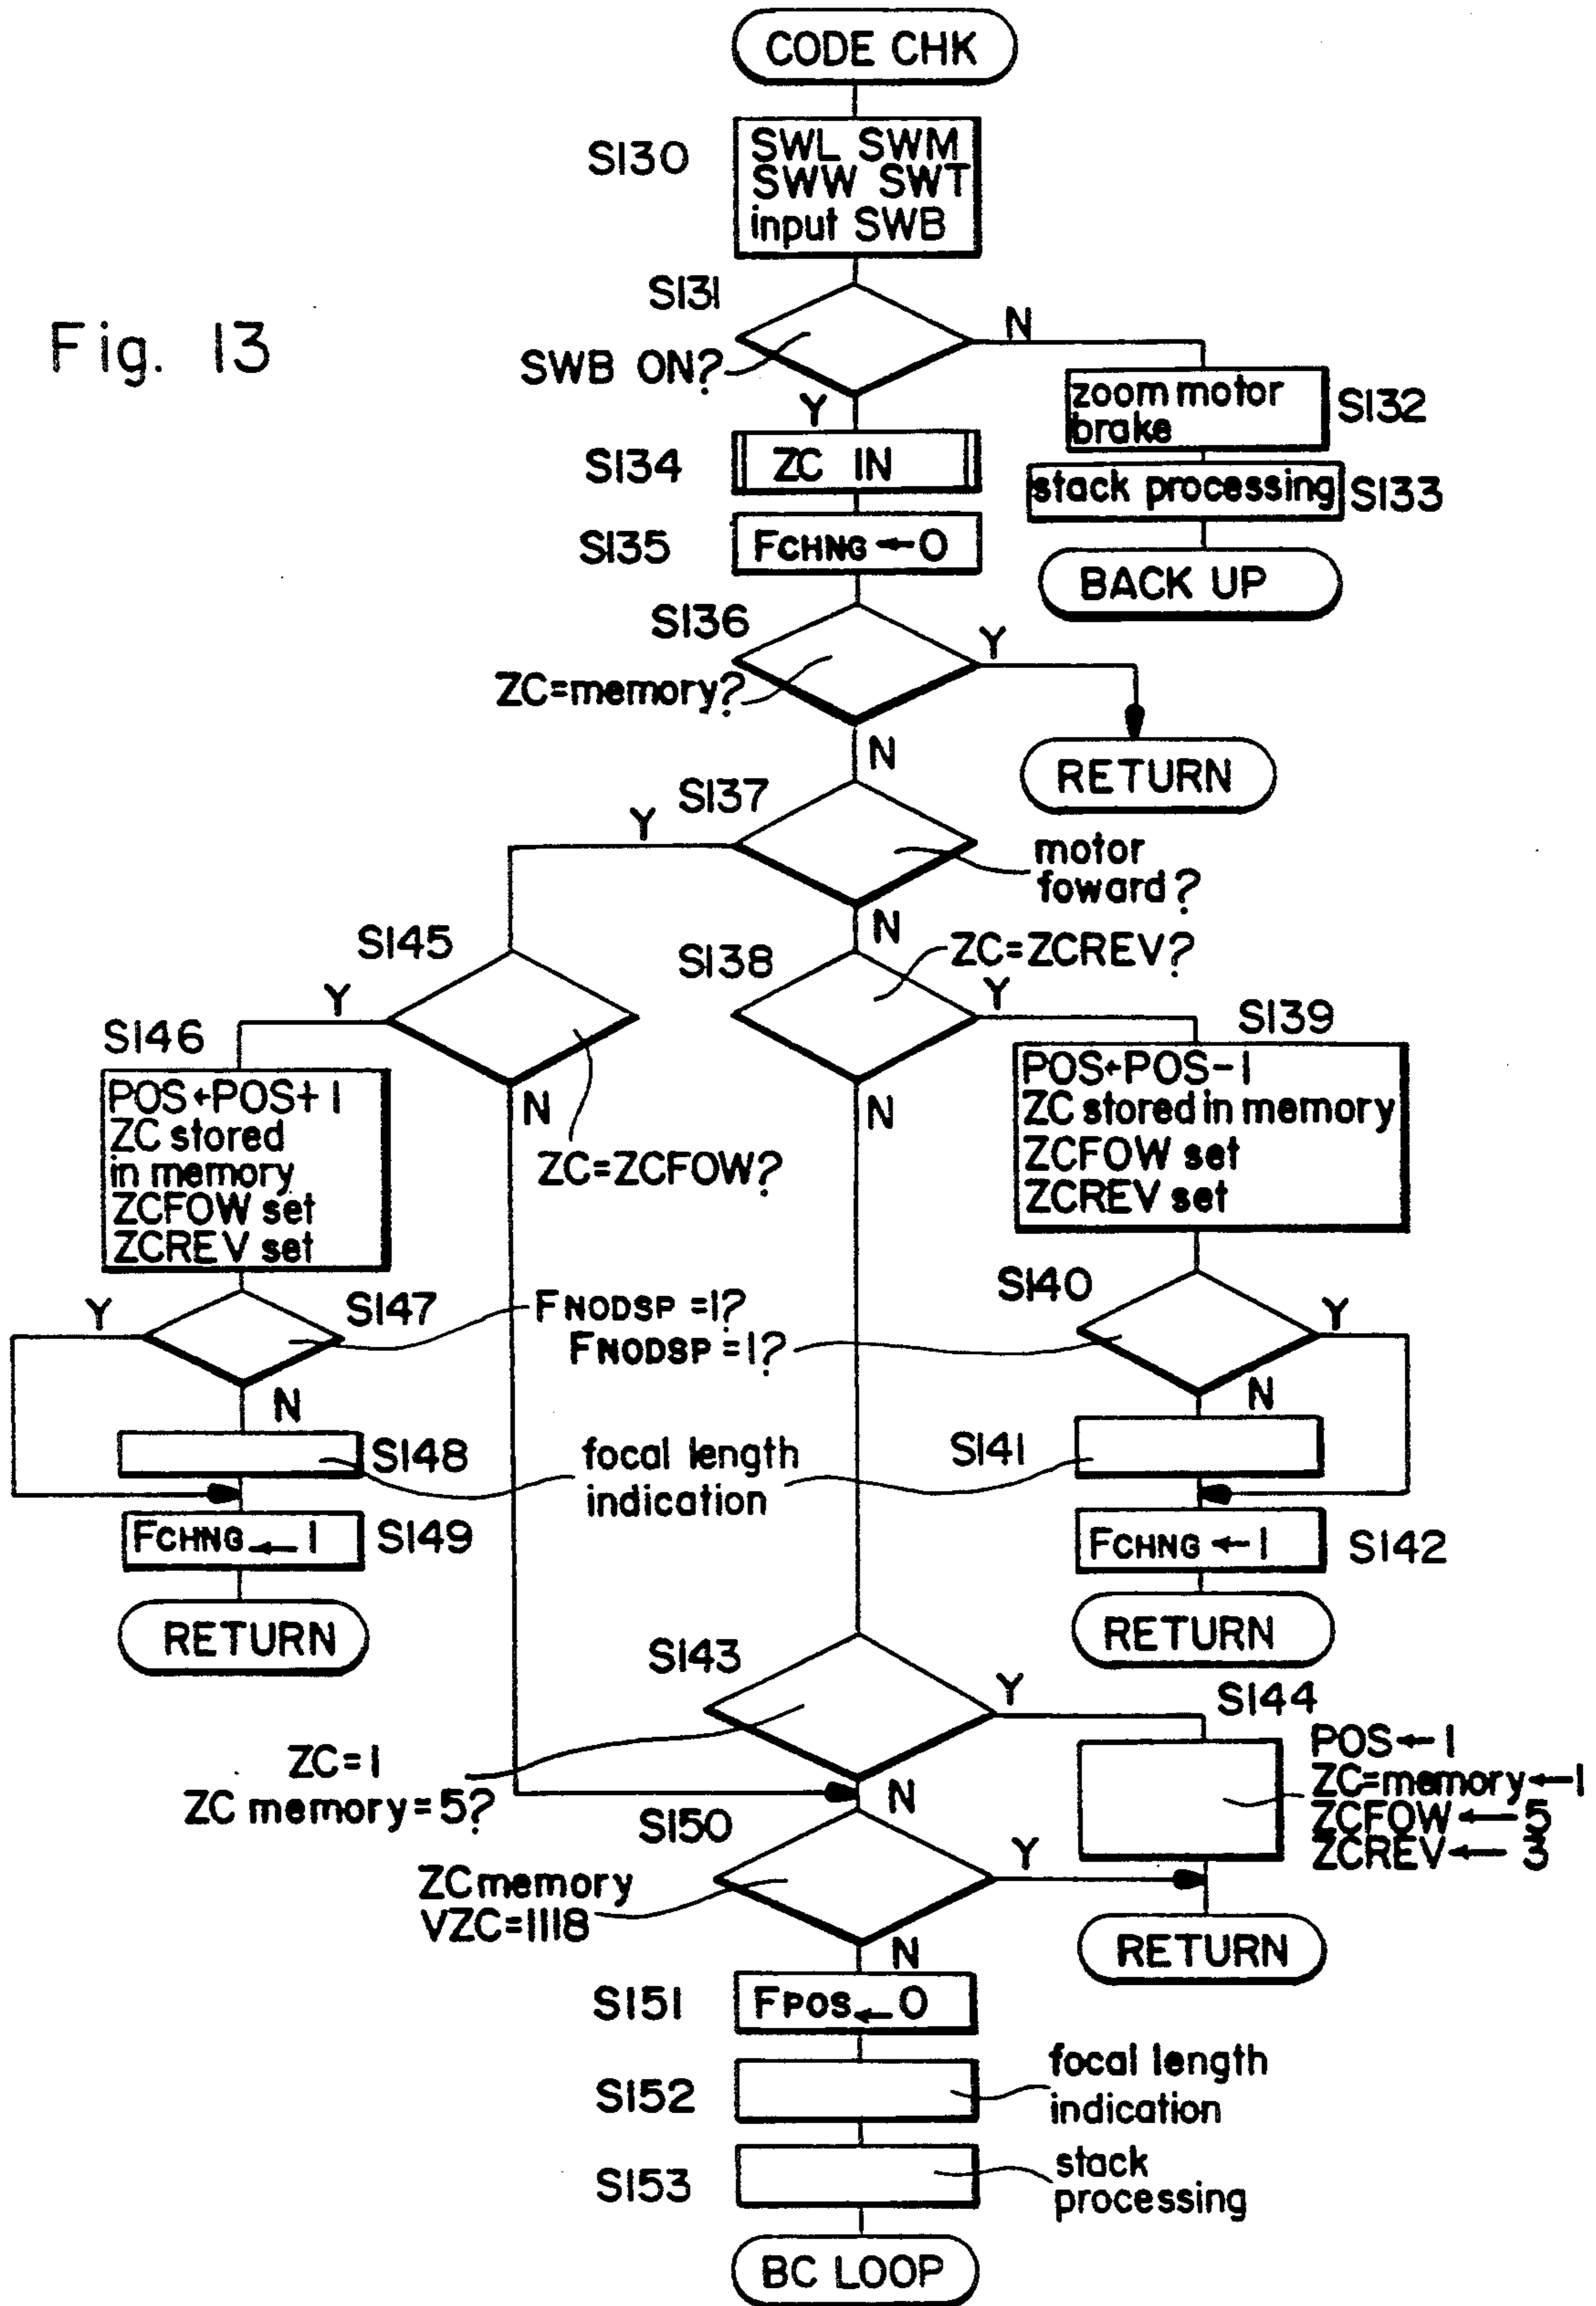 CODE CHK
S130
SWL SWM
SWW SWT
input SWB
Fig. 13
S131
N
SWB ON?
Y
zoom motor
brake
S132
S134
ZC IN
stack processing
S133
S135
FCHNG ← 0
BACK UP
S136
Y
ZC=memory?
N
RETURN
S137
Y
motor
foward?
N
S145
S138
ZC=ZCREV?
Y
Y
S146
S139
POS←POS+1
ZC stored
in memory
ZCFOW set
ZCREV set
N
ZC=ZCFOW?
N
POS←POS-1
ZC stored in memory
ZCFOW set
ZCREV set
Y
S147
FNODSP =1?
FNODSP =1?
S140
Y
N
N
S148
focal length
indication
S141
FCHNG ← 1
S149
FCHNG ← 1
S142
RETURN
RETURN
S143
Y
S144
ZC=1
ZC memory=5?
N
POS ← 1
ZC=memory ← 1
ZCFOW ← 5
ZCREV ← 3
S150
Y
ZC memory
VZC=1118
N
RETURN
S151
FPOS ← 0
S152
focal length
indication
S153
stack
processing
BC LOOP